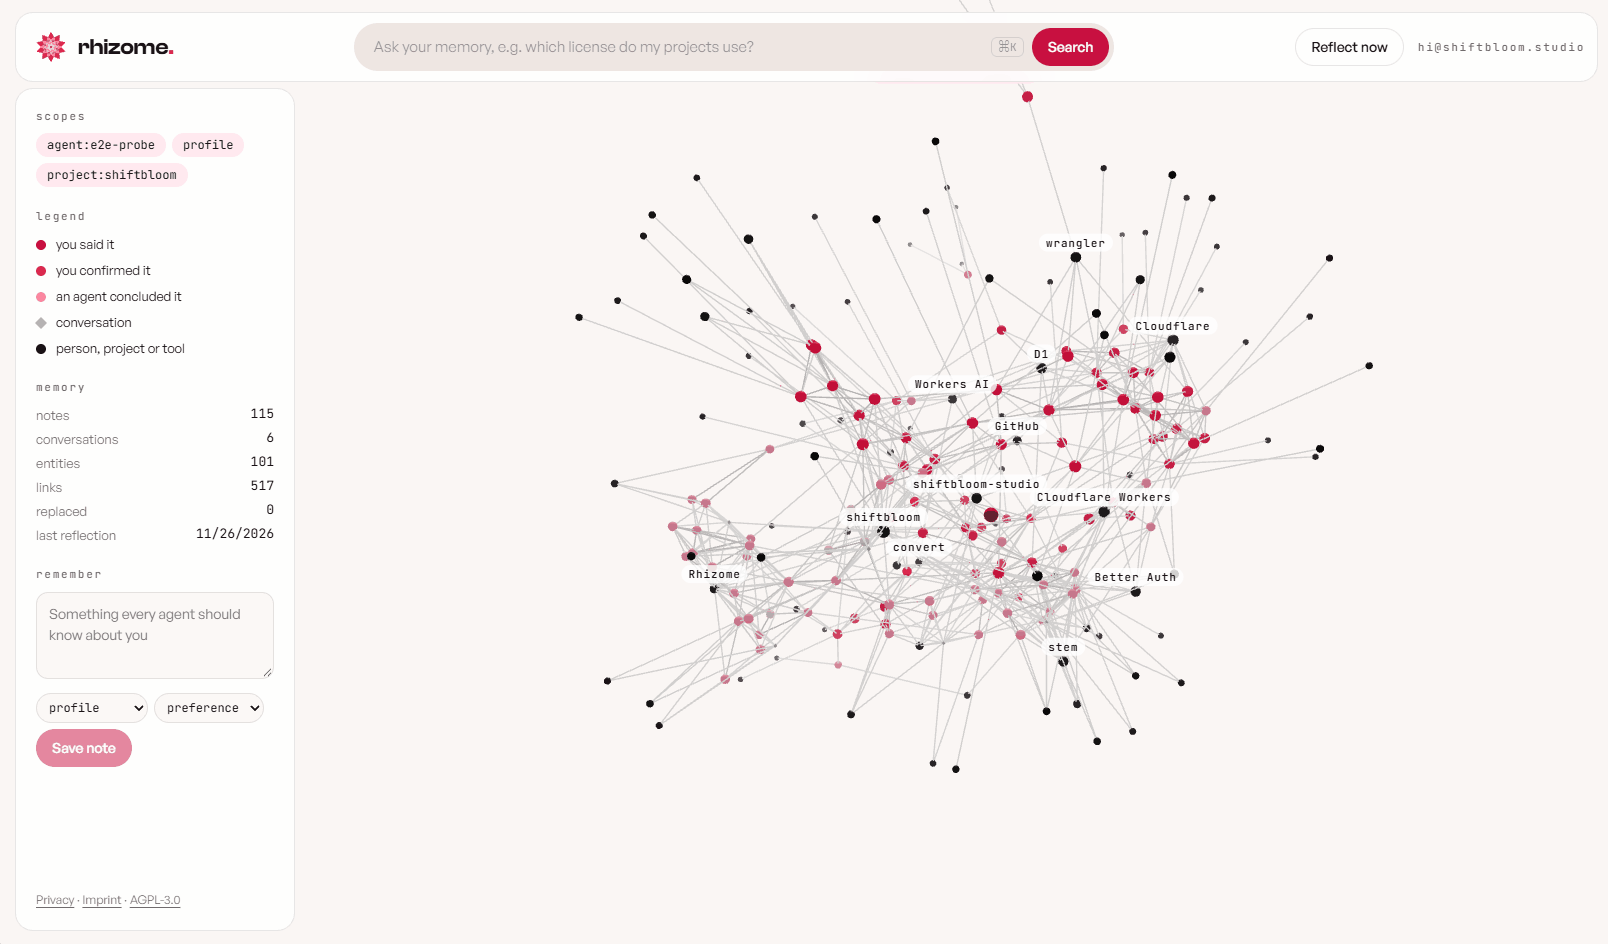 rhizome.
Ask your memory, e.g. which license do my projects use?
⌘K
Search
Reflect now
hi@shiftbloom.studio
scopes
agent:e2e-probe
profile
project:shiftbloom
legend
you said it
you confirmed it
an agent concluded it
conversation
person, project or tool
memory
notes 115
conversations 6
entities 101
links 517
replaced 0
last reflection 11/26/2026
remember
Something every agent should
know about you
profile
preference
Save note
Privacy · Imprint · AGPL-3.0
wrangler
Cloudflare
D1
Workers AI
GitHub
shiftbloom-studio
Cloudflare Workers
shiftbloom
convert
Rhizome
Better Auth
stem